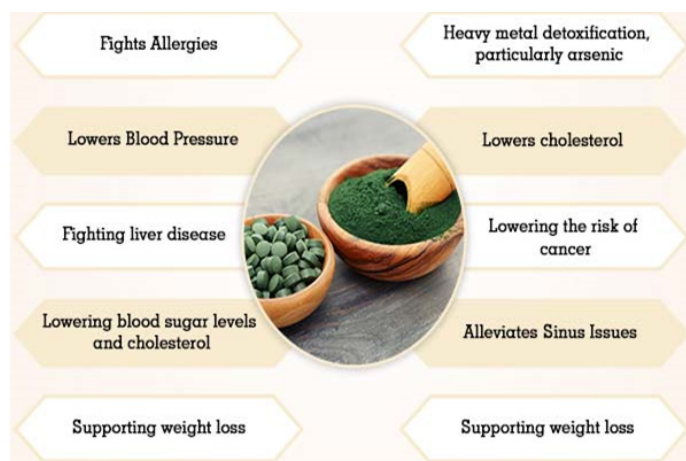 Fights Allergies
Heavy metal detoxification,
particularly arsenic
Lowers Blood Pressure
Lowers cholesterol
Fighting liver disease
Lowering the risk of
cancer
Lowering blood sugar levels
and cholesterol
Alleviates Sinus Issues
Supporting weight loss
Supporting weight loss